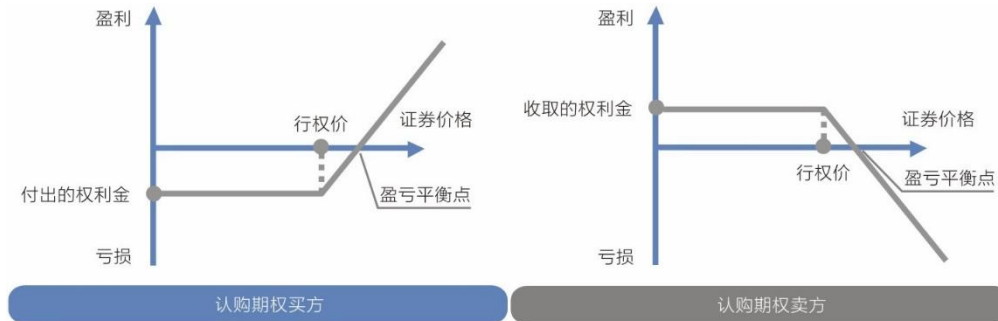 盈利
行权价
证券价格
付出的权利金
盈亏平衡点
亏损
认购期权买方
盈利
收取的权利金
证券价格
行权价
盈亏平衡点
亏损
认购期权卖方